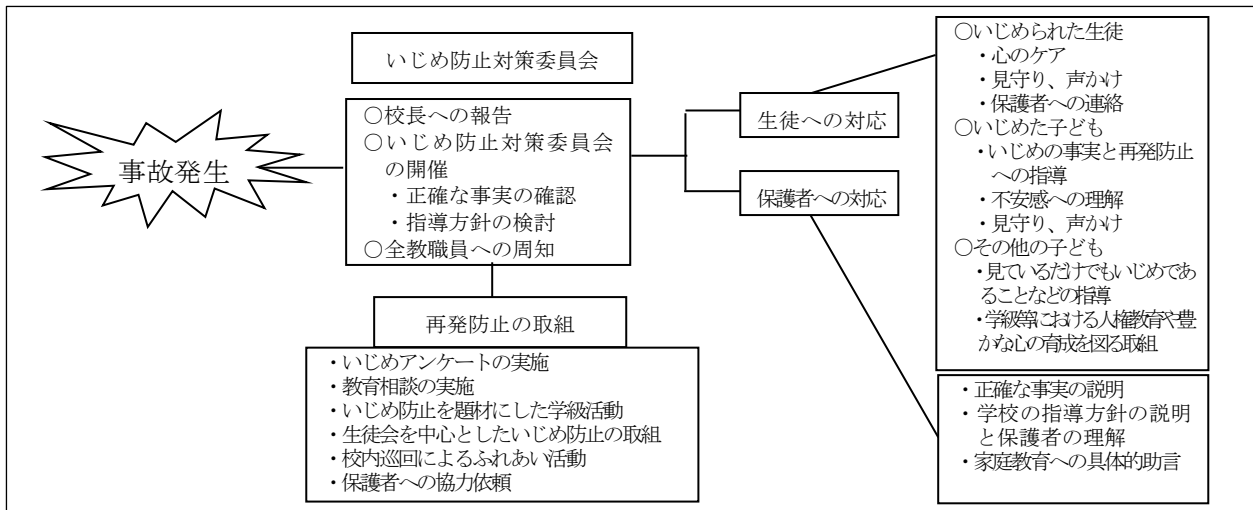 事故発生
いじめ防止対策委員会
○校長への報告
○いじめ防止対策委員会
の開催
・正確な事実の確認
・指導方針の検討
○全教職員への周知
再発防止の取組
・いじめアンケートの実施
・教育相談の実施
・いじめ防止を題材にした学級活動
・生徒会を中心としたいじめ防止の取組
・校内巡回によるふれあい活動
・保護者への協力依頼
生徒への対応
保護者への対応
○いじめられた生徒
・心のケア
・見守り、声かけ
・保護者への連絡
○いじめた子ども
・いじめの事実と再発防止
への指導
・不安感への理解
・見守り、声かけ
○その他の子ども
・見ているだけでもいじめであ
ることなどの指導
・学級等における人権教育や豊
かな心の育成を図る取組
・正確な事実の説明
・学校の指導方針の説明
と保護者の理解
・家庭教育への具体的助言